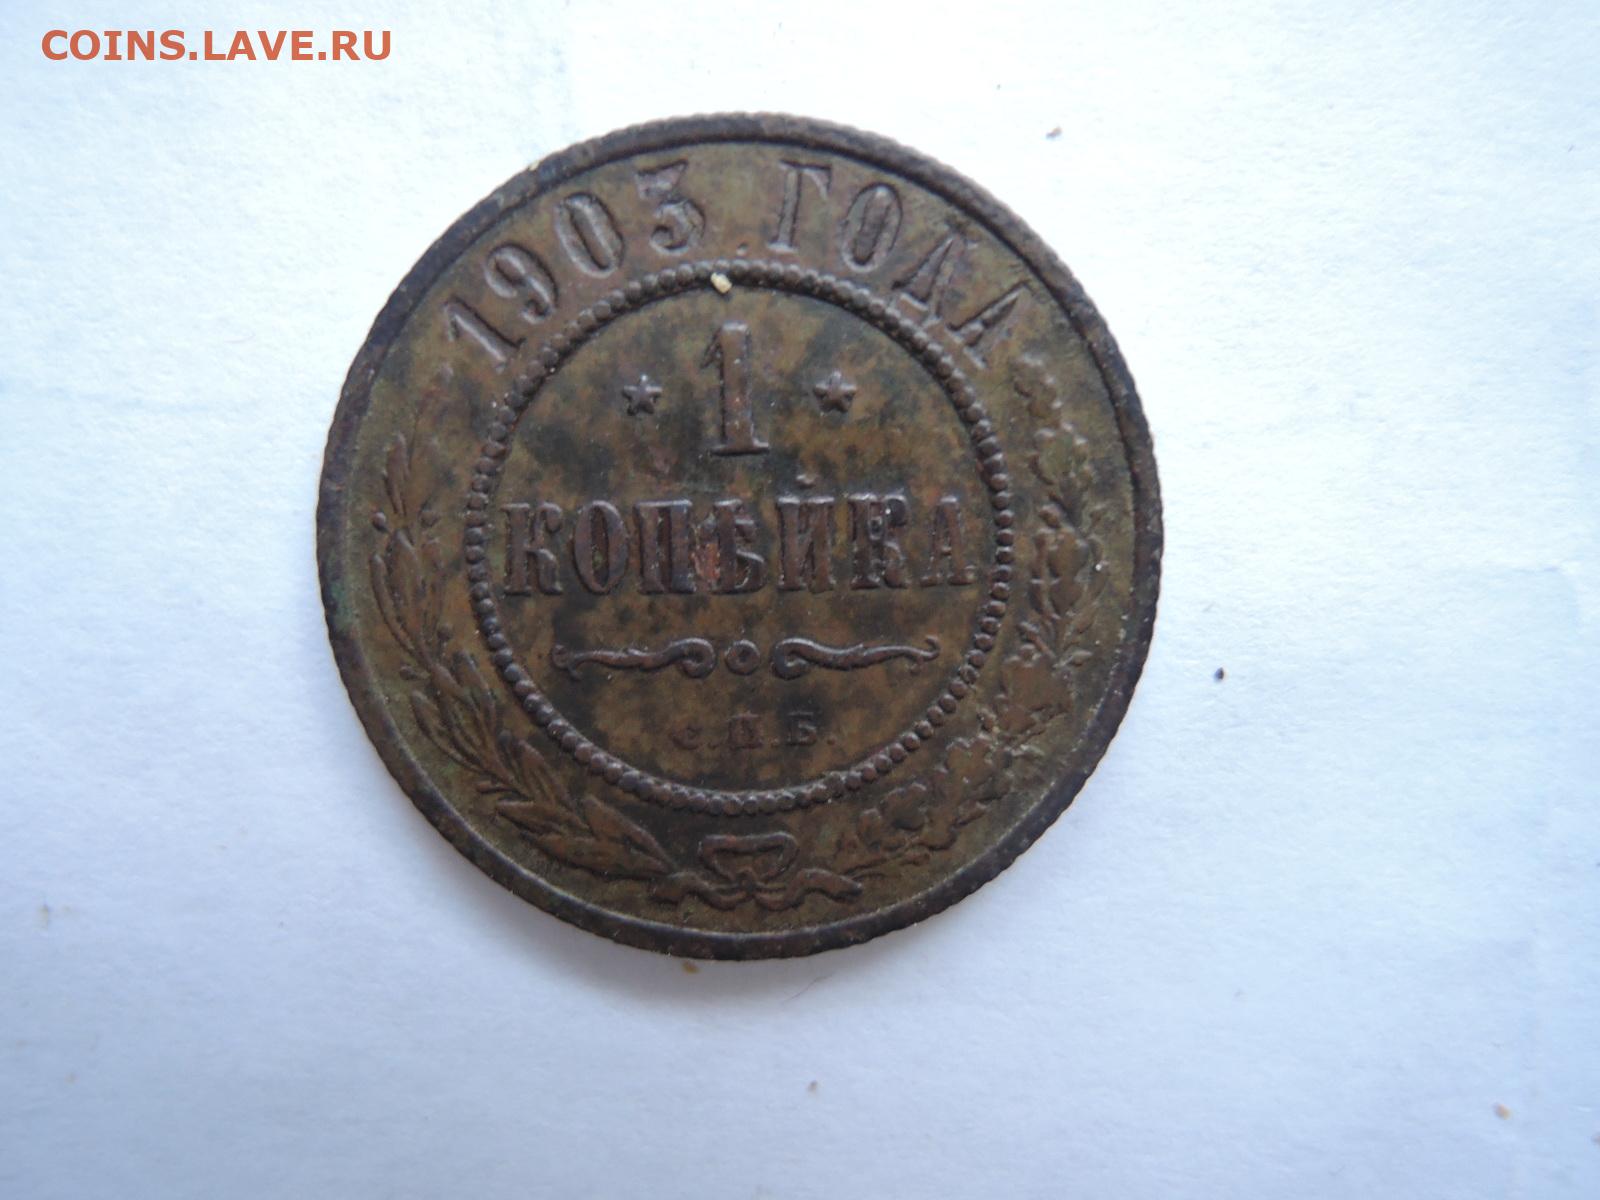 COINS.LAVE.RU
1903 ГОДА
1
КОПѢЙКА
с.п.б.